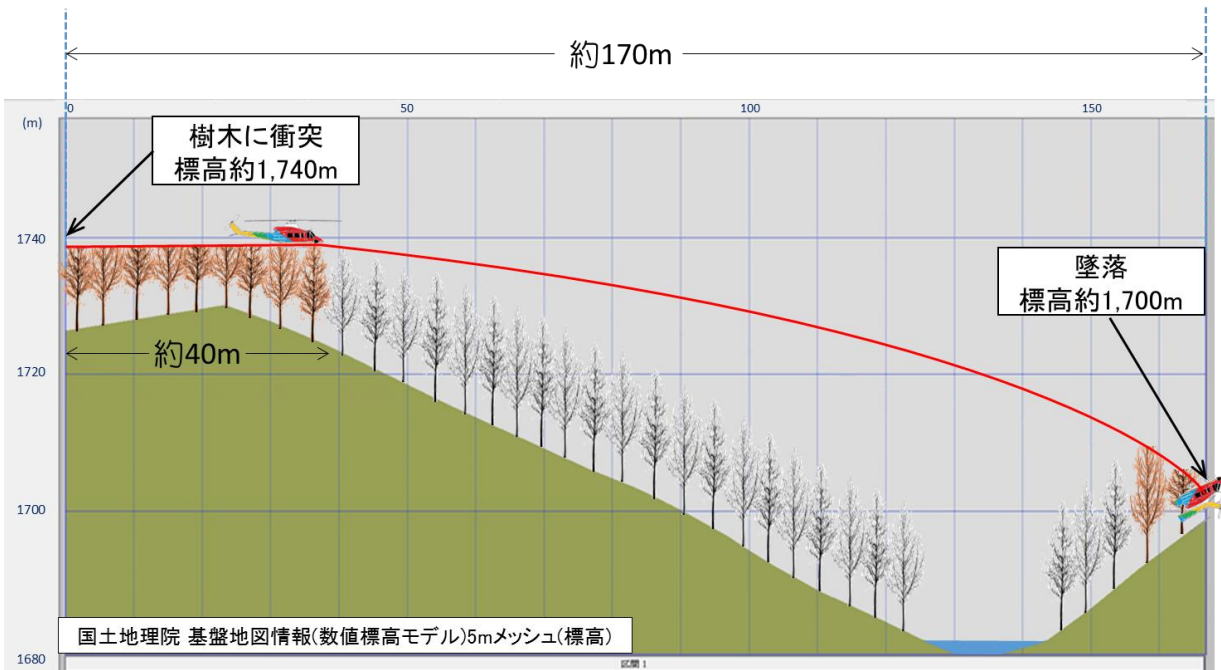 約170m
0
50
100
150
(m)
樹木に衝突
標高約1,740m
1740
墜落
標高約1,700m
約40m
1720
1700
国土地理院 基盤地図情報(数値標高モデル)5mメッシュ(標高)
1680
区間 1